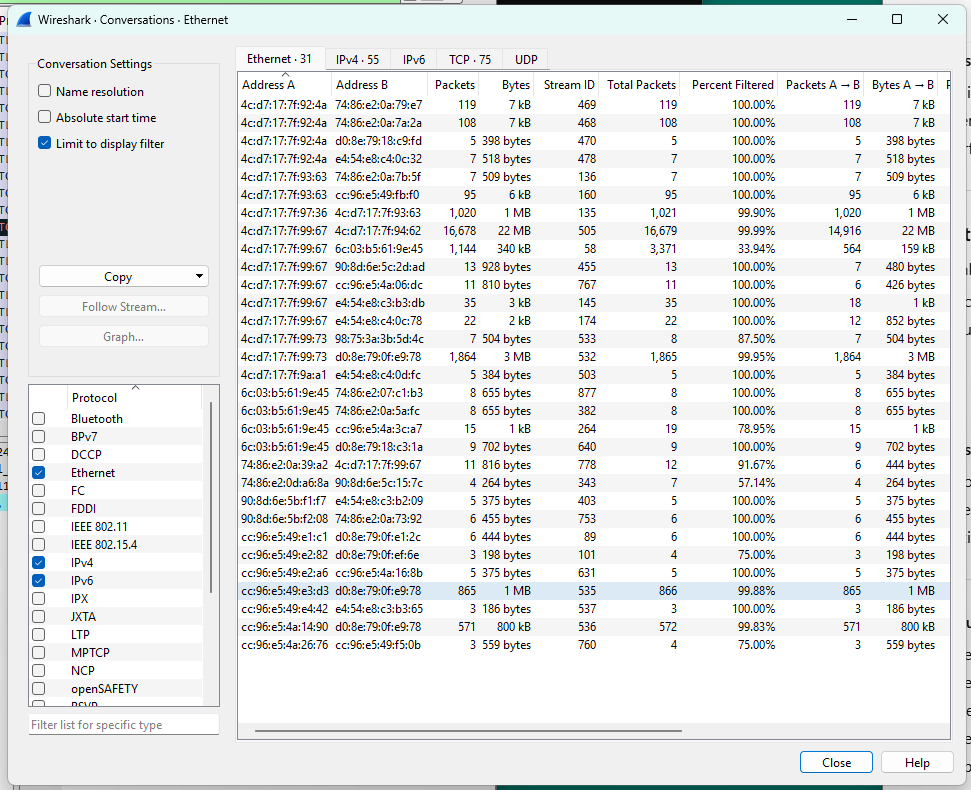 Wireshark · Conversations · Ethernet
Conversation Settings
Name resolution
Absolute start time
Limit to display filter
Copy
Follow Stream...
Graph...
Protocol
Bluetooth
BPv7
DCCP
Ethernet
FC
FDDI
IEEE 802.11
IEEE 802.15.4
IPv4
IPv6
IPX
JXTA
LTP
MPTCP
NCP
openSAFETY
RSVP
Filter list for specific type
Ethernet · 31 IPv4 · 55 IPv6 TCP · 75 UDP
Address A Address B Packets Bytes Stream ID Total Packets Percent Filtered Packets A → B Bytes A → B P
4c:d7:17:7f:92:4a 74:86:e2:0a:79:e7 119 7 kB 469 119 100.00% 119 7 kB
4c:d7:17:7f:92:4a 74:86:e2:0a:7a:2a 108 7 kB 468 108 100.00% 108 7 kB
4c:d7:17:7f:92:4a d0:8e:79:18:c9:fd 5 398 bytes 470 5 100.00% 5 398 bytes
4c:d7:17:7f:92:4a e4:54:e8:c4:0c:32 7 518 bytes 478 7 100.00% 7 518 bytes
4c:d7:17:7f:93:63 74:86:e2:0a:7b:5f 7 509 bytes 136 7 100.00% 7 509 bytes
4c:d7:17:7f:93:63 cc:96:e5:49:fb:f0 95 6 kB 160 95 100.00% 95 6 kB
4c:d7:17:7f:97:36 4c:d7:17:7f:93:63 1,020 1 MB 135 1,021 99.90% 1,020 1 MB
4c:d7:17:7f:99:67 4c:d7:17:7f:94:62 16,678 22 MB 505 16,679 99.99% 14,916 22 MB
4c:d7:17:7f:99:67 6c:03:b5:61:9e:45 1,144 340 kB 58 3,371 33.94% 564 159 kB
4c:d7:17:7f:99:67 90:8d:6e:5c:2d:ad 13 928 bytes 455 13 100.00% 7 480 bytes
4c:d7:17:7f:99:67 cc:96:e5:4a:06:dc 11 810 bytes 767 11 100.00% 6 426 bytes
4c:d7:17:7f:99:67 e4:54:e8:c3:b3:db 35 3 kB 145 35 100.00% 18 1 kB
4c:d7:17:7f:99:67 e4:54:e8:c4:0c:78 22 2 kB 174 22 100.00% 12 852 bytes
4c:d7:17:7f:99:73 98:75:3a:3b:5d:4c 7 504 bytes 533 8 87.50% 7 504 bytes
4c:d7:17:7f:99:73 d0:8e:79:0f:e9:78 1,864 3 MB 532 1,865 99.95% 1,864 3 MB
4c:d7:17:7f:9a:a1 e4:54:e8:c4:0d:fc 5 384 bytes 503 5 100.00% 5 384 bytes
6c:03:b5:61:9e:45 74:86:e2:07:c1:b3 8 655 bytes 877 8 100.00% 8 655 bytes
6c:03:b5:61:9e:45 74:86:e2:0a:5a:fc 8 655 bytes 382 8 100.00% 8 655 bytes
6c:03:b5:61:9e:45 cc:96:e5:4a:3c:a7 15 1 kB 264 19 78.95% 15 1 kB
6c:03:b5:61:9e:45 d0:8e:79:18:c3:1a 9 702 bytes 640 9 100.00% 9 702 bytes
74:86:e2:0a:39:a2 4c:d7:17:7f:99:67 11 816 bytes 778 12 91.67% 6 444 bytes
74:86:e2:0d:a6:8a 90:8d:6e:5c:15:7c 4 264 bytes 343 7 57.14% 4 264 bytes
90:8d:6e:5b:f1:f7 e4:54:e8:c3:b2:09 5 375 bytes 403 5 100.00% 5 375 bytes
90:8d:6e:5b:f2:08 74:86:e2:0a:73:92 6 455 bytes 753 6 100.00% 6 455 bytes
cc:96:e5:49:e1:c1 d0:8e:79:0f:e1:2c 6 444 bytes 89 6 100.00% 6 444 bytes
cc:96:e5:49:e2:82 d0:8e:79:0f:ef:6e 3 198 bytes 101 4 75.00% 3 198 bytes
cc:96:e5:49:e2:a6 cc:96:e5:4a:16:8b 5 375 bytes 631 5 100.00% 5 375 bytes
cc:96:e5:49:e3:d3 d0:8e:79:0f:e9:78 865 1 MB 535 866 99.88% 865 1 MB
cc:96:e5:49:e4:42 e4:54:e8:c3:b3:65 3 186 bytes 537 3 100.00% 3 186 bytes
cc:96:e5:4a:14:90 d0:8e:79:0f:e9:78 571 800 kB 536 572 99.83% 571 800 kB
cc:96:e5:4a:26:76 cc:96:e5:49:f5:0b 3 559 bytes 760 4 75.00% 3 559 bytes
Close Help